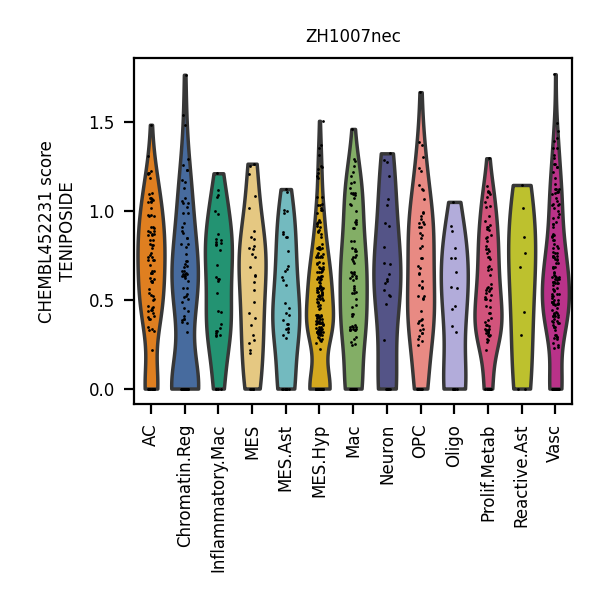 ZH1007nec
CHEMBL452231 score
TENIPOSIDE
1.5
1.0
0.5
0.0
AC
Chromatin.Reg
Inflammatory.Mac
MES
MES.Ast
MES.Hyp
Mac
Neuron
OPC
Oligo
Prolif.Metab
Reactive.Ast
Vasc